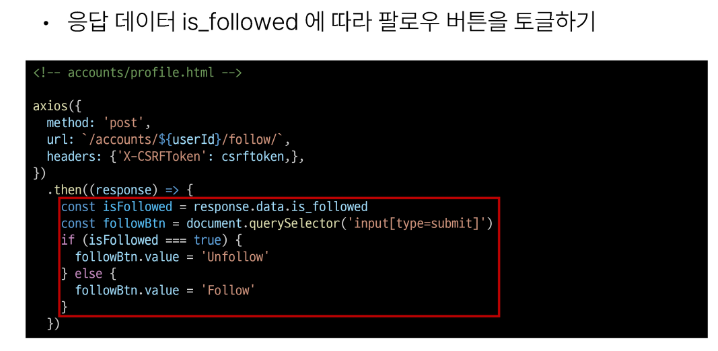 • 응답 데이터 is_followed 에 따라 팔로우 버튼을 토글하기
<!-- accounts/profile.html -->
axios({
  method: 'post',
  url: `/accounts/${userId}/follow/`,
  headers: {'X-CSRFToken': csrftoken,},
})
  .then((response) => {
    const isFollowed = response.data.is_followed
    const followBtn = document.querySelector('input[type=submit]')
    if (isFollowed === true) {
      followBtn.value = 'Unfollow'
    } else {
      followBtn.value = 'Follow'
    }
  })